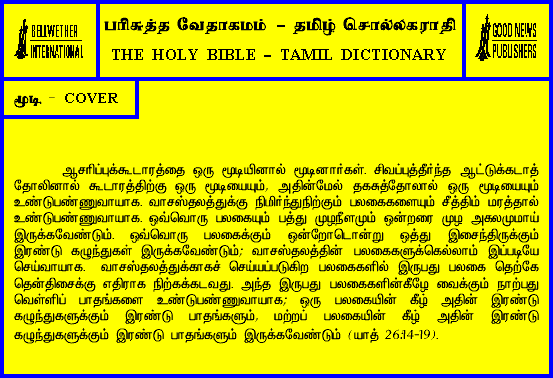 BELLWETHER
INTERNATIONAL
பரிசுத்த வேதாகமம் – தமிழ் சொல்லகராதி
THE HOLY BIBLE – TAMIL DICTIONARY
GOOD NEWS
PUBLISHERS
மூடி – COVER
ஆசரிப்புக்கூடாரத்தை ஒரு மூடியினால் மூடினார்கள். சிவப்புத்தீர்ந்த ஆட்டுக்கடாத்
தோலினால் கூடாரத்திற்கு ஒரு மூடியையும், அதின்மேல் தகசுத்தோலால் ஒரு மூடியையும்
உண்டுபண்ணுவாயாக. வாசஸ்தலத்துக்கு நிமிர்ந்துநிற்கும் பலகைகளையும் சீத்திம் மரத்தால்
உண்டுபண்ணுவாயாக. ஒவ்வொரு பலகையும் பத்து முழநீளமும் ஒன்றரை முழ அகலமுமாய்
இருக்கவேண்டும். ஒவ்வொரு பலகைக்கும் ஒன்றோடொன்று ஒத்து இசைந்திருக்கும்
இரண்டு கழுந்துகள் இருக்கவேண்டும்; வாசஸ்தலத்தின் பலகைகளுக்கெல்லாம் இப்படியே
செய்வாயாக. வாசஸ்தலத்துக்காகச் செய்யப்படுகிற பலகைகளில் இருபது பலகை தெற்கே
தென்திசைக்கு எதிராக நிற்கக்கடவது. அந்த இருபது பலகைகளின்கீழே வைக்கும் நாற்பது
வெள்ளிப் பாதங்களை உண்டுபண்ணுவாயாக; ஒரு பலகையின் கீழ் அதின் இரண்டு
கழுந்துகளுக்கும் இரண்டு பாதங்களும், மற்றப் பலகையின் கீழ் அதின் இரண்டு
கழுந்துகளுக்கும் இரண்டு பாதங்களும் இருக்கவேண்டும் (யாத் 26:14-19).